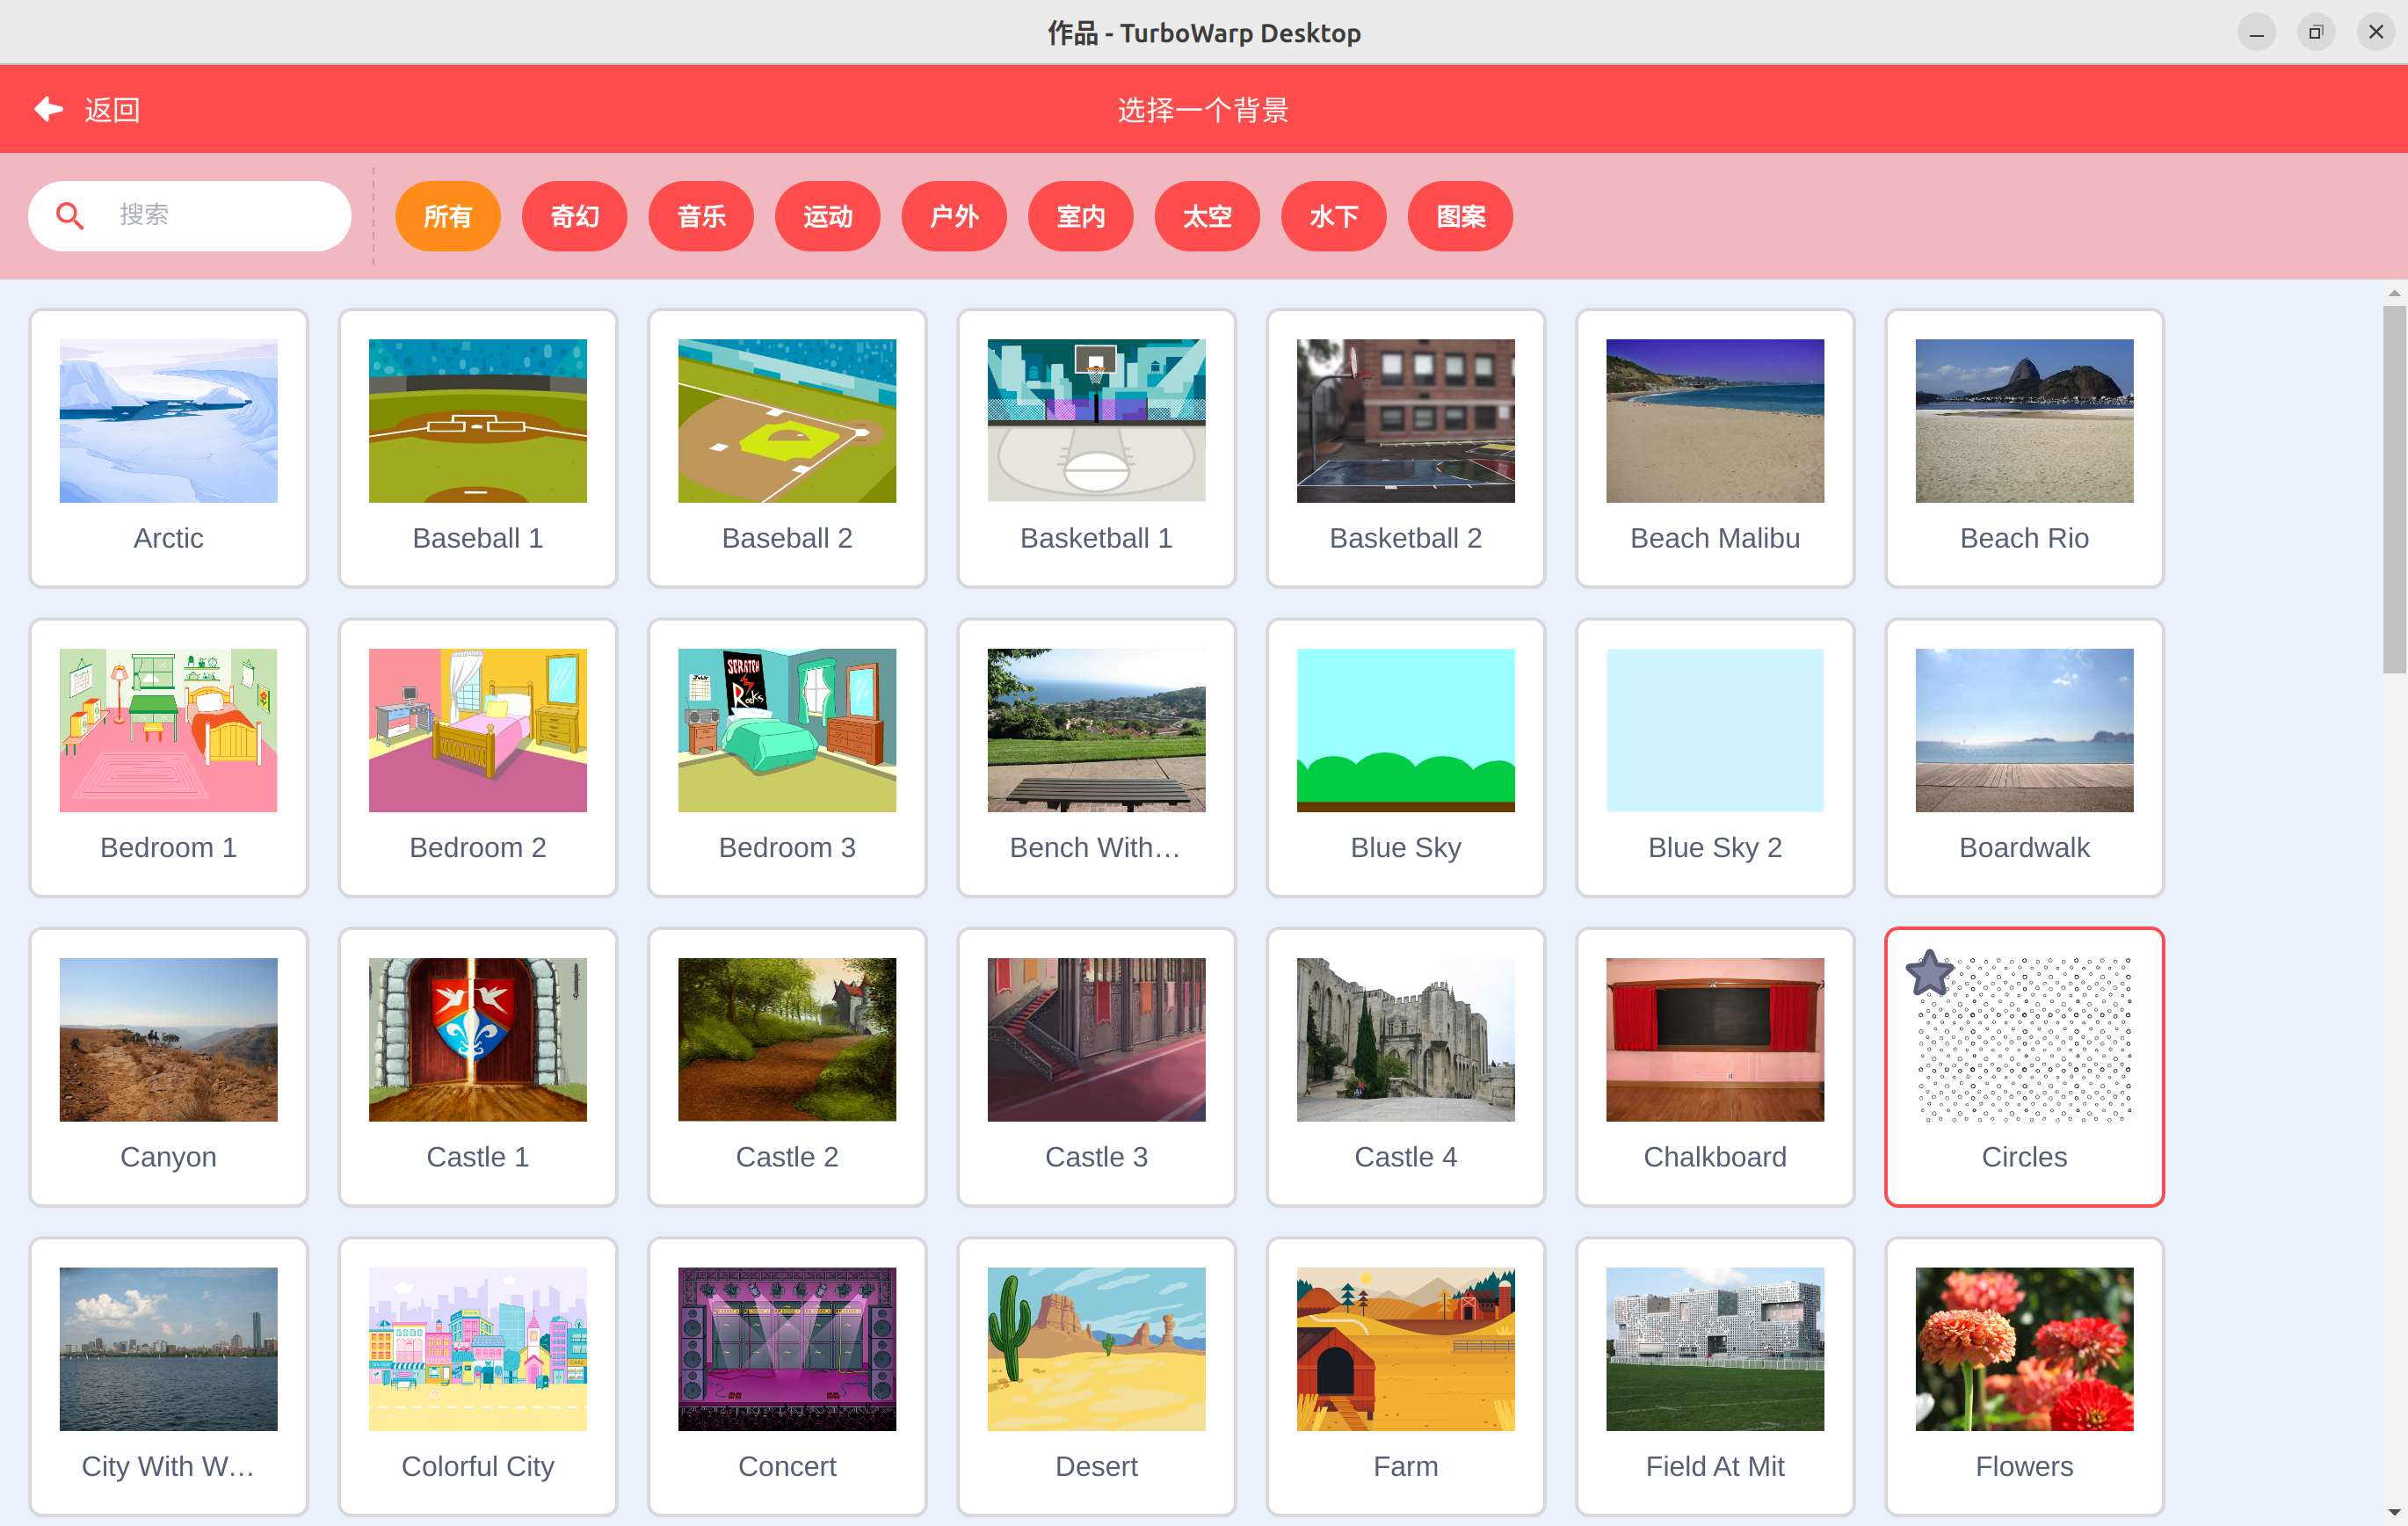 作品 - TurboWarp Desktop
返回
选择一个背景
搜索
所有 奇幻 音乐 运动 户外 室内 太空 水下 图案
Arctic
Baseball 1
Baseball 2
Basketball 1
Basketball 2
Beach Malibu
Beach Rio
SCRATCH
Rocks
JULY
Bedroom 1
Bedroom 2
Bedroom 3
Bench With…
Blue Sky
Blue Sky 2
Boardwalk
Canyon
Castle 1
Castle 2
Castle 3
Castle 4
Chalkboard
Circles
City With W…
Colorful City
Concert
Desert
Farm
Field At Mit
Flowers